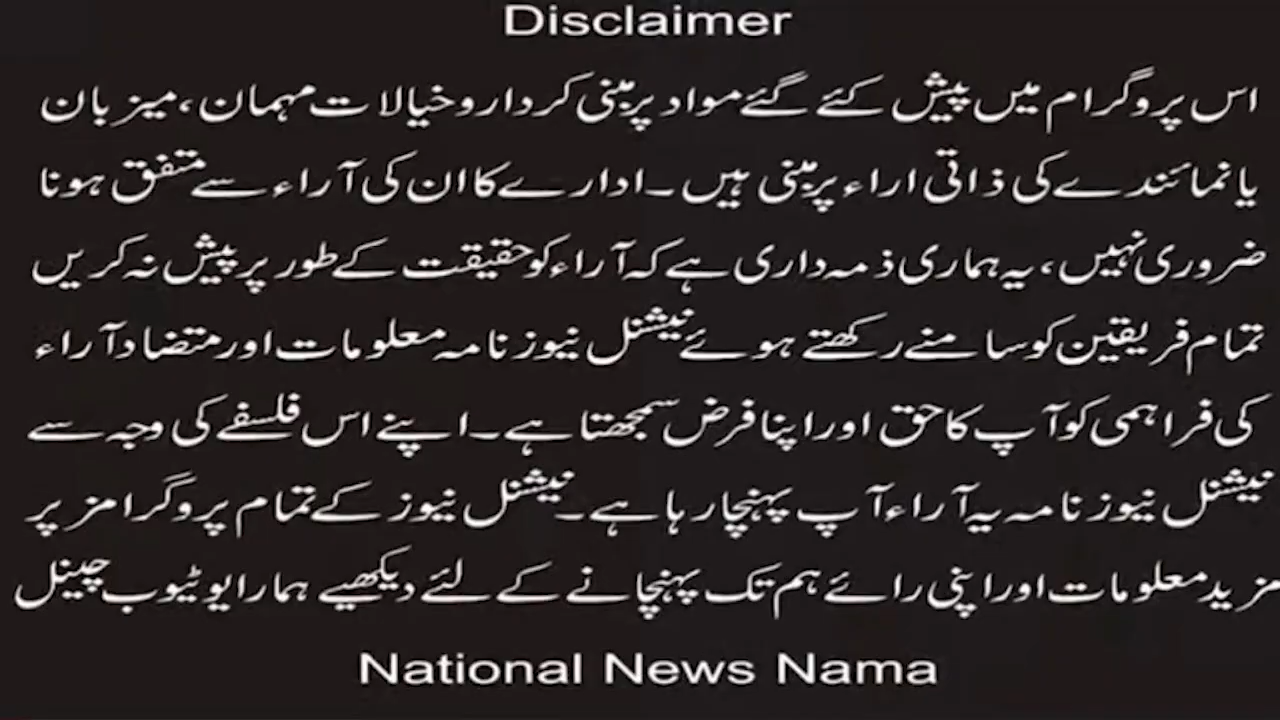 Disclaimer
اس پروگرام میں پیش کئے گئے مواد پر مبنی کردار و خیالات مہمان، میزبان
یا نمائندے کی ذاتی اراء پر مبنی ہیں۔ ادارے کا ان کی آراء سے متفق ہونا
ضروری نہیں، یہ ہماری ذمہ داری ہے کہ آراء کو حقیقت کے طور پر پیش نہ کریں
تمام فریقین کو سامنے رکھتے ہوئے نیشنل نیوز نامہ معلومات اور متضاد آراء
کی فراہمی کو آپ کا حق اور اپنا فرض سمجھتا ہے۔ اپنے اس فلسفے کی وجہ سے
نیشنل نیوز نامہ یہ آراء آپ پہنچا رہا ہے۔ نیشنل نیوز کے تمام پروگرامز پر
مزید معلومات اور اپنی رائے ہم تک پہنچانے کے لئے دیکھیے ہمارا یوٹیوب چینل
National News Nama